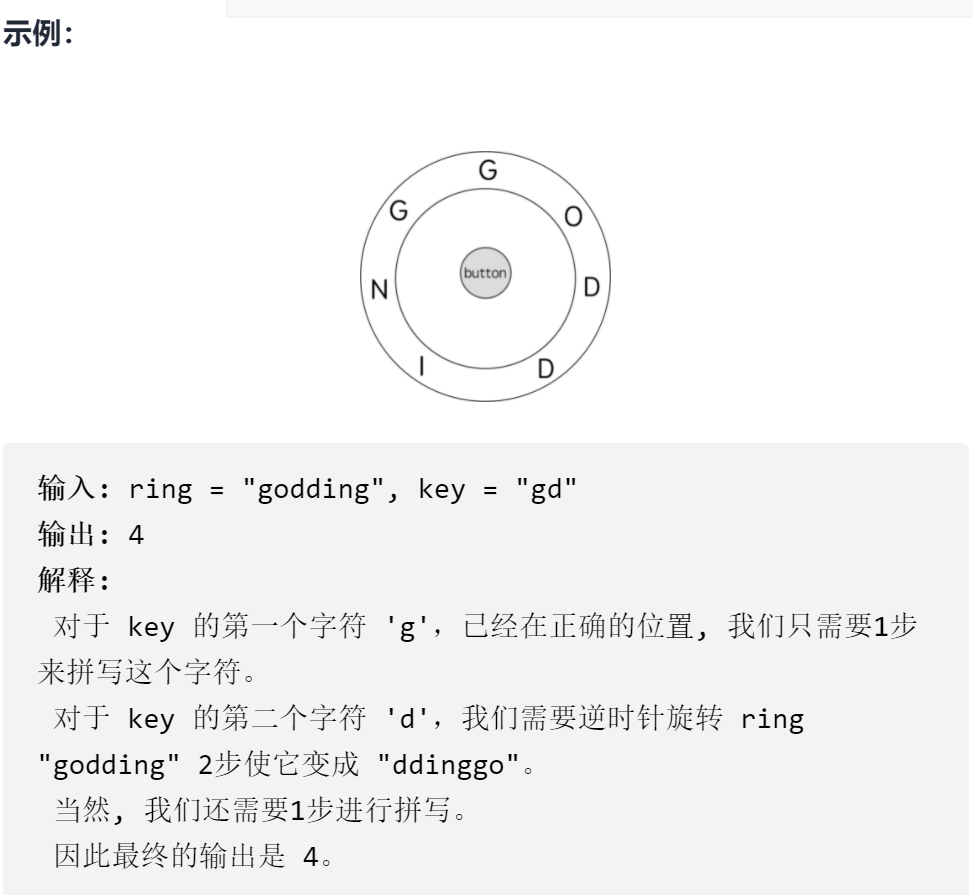 示例：
G
G
O
button
N
D
I
D
输入: ring = "godding", key = "gd"
输出: 4
解释:
对于 key 的第一个字符 'g'，已经在正确的位置, 我们只需要1步
来拼写这个字符。
对于 key 的第二个字符 'd'，我们需要逆时针旋转 ring
"godding" 2步使它变成 "ddinggo"。
当然, 我们还需要1步进行拼写。
因此最终的输出是 4。